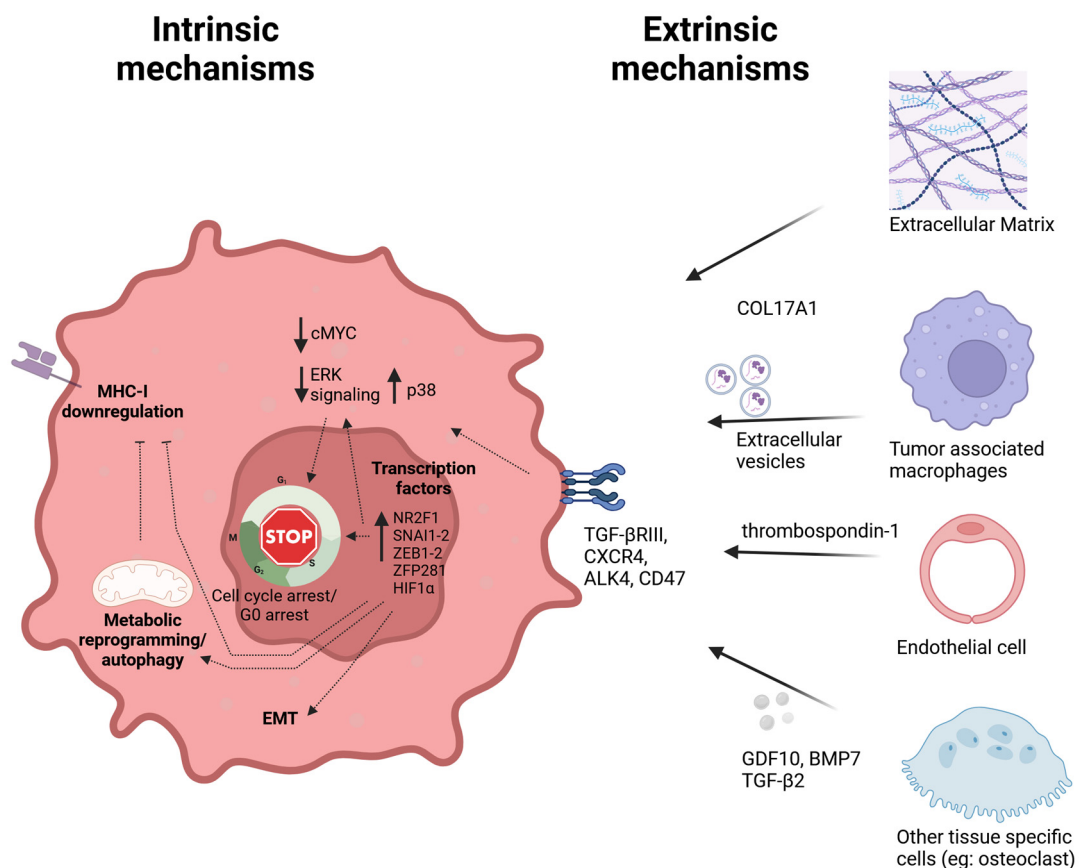 Intrinsic
mechanisms
Extrinsic
mechanisms
Extracellular Matrix
COL17A1
cMYC
ERK
signaling
p38
MHC-I
downregulation
Extracellular
vesicles
Tumor associated
macrophages
Transcription
factors
NR2F1
SNAI1-2
ZEB1-2
ZFP281
HIF1α
G₁
M
G₂
S
STOP
Cell cycle arrest/
G0 arrest
TGF-βRIII,
CXCR4,
ALK4, CD47
thrombospondin-1
Endothelial cell
Metabolic
reprogramming/
autophagy
EMT
GDF10, BMP7
TGF-β2
Other tissue specific
cells (eg: osteoclast)